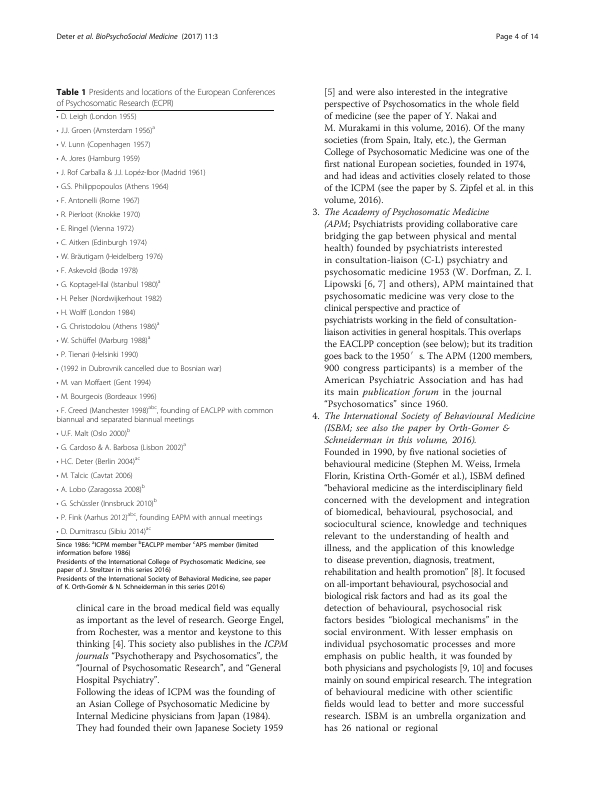 Deter et al. BioPsychoSocial Medicine (2017) 11:3
Page 4 of 14
Table 1 Presidents and locations of the European Conferences
of Psychosomatic Research (ECPR)
• D. Leigh (London 1955)
• J.J. Groen (Amsterdam 1956)a
• V. Lunn (Copenhagen 1957)
• A. Jores (Hamburg 1959)
• J. Rof Carballa & J.J. Lopéz-Ibor (Madrid 1961)
• G.S. Philippopoulos (Athens 1964)
• F. Antonelli (Rome 1967)
• R. Pierloot (Knokke 1970)
• E. Ringel (Vienna 1972)
• C. Aitken (Edinburgh 1974)
• W. Bräutigam (Heidelberg 1976)
• F. Askevold (Bodø 1978)
• G. Koptagel-Ilal (Istanbul 1980)a
• H. Pelser (Nordwijkerhout 1982)
• H. Wolff (London 1984)
• G. Christodolou (Athens 1986)a
• W. Schüffel (Marburg 1988)a
• P. Tienari (Helsinki 1990)
• (1992 in Dubrovnik cancelled due to Bosnian war)
• M. van Moffaert (Gent 1994)
• M. Bourgeois (Bordeaux 1996)
• F. Creed (Manchester 1998)abc, founding of EACLPP with common
biannual and separated biannual meetings
• U.F. Malt (Oslo 2000)b
• G. Cardoso & A. Barbosa (Lisbon 2002)a
• H.C. Deter (Berlin 2004)ac
• M. Talcic (Cavtat 2006)
• A. Lobo (Zaragossa 2008)b
• G. Schüssler (Innsbruck 2010)b
• P. Fink (Aarhus 2012)abc, founding EAPM with annual meetings
• D. Dumitrascu (Sibiu 2014)ac
Since 1986: aICPM member bEACLPP member cAPS member (limited
information before 1986)
Presidents of the International College of Psychosomatic Medicine, see
paper of J. Streltzer in this series 2016)
Presidents of the International Society of Behavioral Medicine, see paper
of K. Orth-Gomér & N. Schneiderman in this series (2016)
clinical care in the broad medical field was equally
as important as the level of research. George Engel,
from Rochester, was a mentor and keystone to this
thinking [4]. This society also publishes in the ICPM
journals “Psychotherapy and Psychosomatics”, the
“Journal of Psychosomatic Research”, and “General
Hospital Psychiatry”.
Following the ideas of ICPM was the founding of
an Asian College of Psychosomatic Medicine by
Internal Medicine physicians from Japan (1984).
They had founded their own Japanese Society 1959
[5] and were also interested in the integrative
perspective of Psychosomatics in the whole field
of medicine (see the paper of Y. Nakai and
M. Murakami in this volume, 2016). Of the many
societies (from Spain, Italy, etc.), the German
College of Psychosomatic Medicine was one of the
first national European societies, founded in 1974,
and had ideas and activities closely related to those
of the ICPM (see the paper by S. Zipfel et al. in this
volume, 2016).
3. The Academy of Psychosomatic Medicine
(APM; Psychiatrists providing collaborative care
bridging the gap between physical and mental
health) founded by psychiatrists interested
in consultation-liaison (C-L) psychiatry and
psychosomatic medicine 1953 (W. Dorfman, Z. I.
Lipowski [6, 7] and others), APM maintained that
psychosomatic medicine was very close to the
clinical perspective and practice of
psychiatrists working in the field of consultation-
liaison activities in general hospitals. This overlaps
the EACLPP conception (see below); but its tradition
goes back to the 1950′ s. The APM (1200 members,
900 congress participants) is a member of the
American Psychiatric Association and has had
its main publication forum in the journal
“Psychosomatics” since 1960.
4. The International Society of Behavioural Medicine
(ISBM; see also the paper by Orth-Gomer &
Schneiderman in this volume, 2016).
Founded in 1990, by five national societies of
behavioural medicine (Stephen M. Weiss, Irmela
Florin, Kristina Orth-Gomér et al.), ISBM defined
“behavioral medicine as the interdisciplinary field
concerned with the development and integration
of biomedical, behavioural, psychosocial, and
sociocultural science, knowledge and techniques
relevant to the understanding of health and
illness, and the application of this knowledge
to disease prevention, diagnosis, treatment,
rehabilitation and health promotion” [8]. It focused
on all-important behavioural, psychosocial and
biological risk factors and had as its goal the
detection of behavioural, psychosocial risk
factors besides “biological mechanisms” in the
social environment. With lesser emphasis on
individual psychosomatic processes and more
emphasis on public health, it was founded by
both physicians and psychologists [9, 10] and focuses
mainly on sound empirical research. The integration
of behavioural medicine with other scientific
fields would lead to better and more successful
research. ISBM is an umbrella organization and
has 26 national or regional